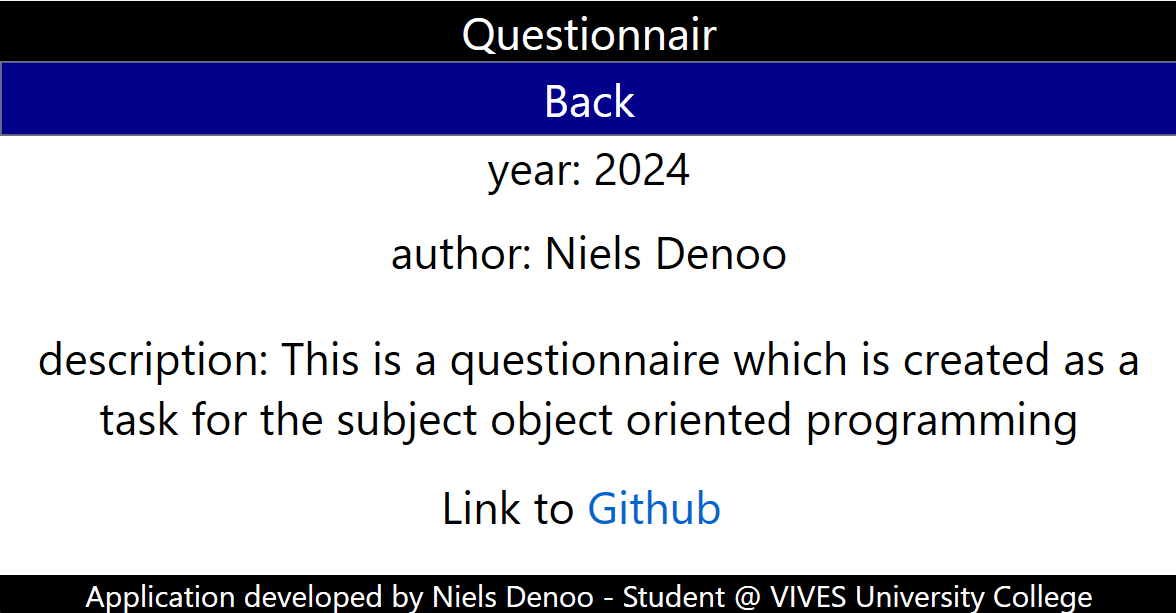 Questionnair
Back
year: 2024
author: Niels Denoo
description: This is a questionnaire which is created as a
task for the subject object oriented programming
Link to Github
Application developed by Niels Denoo - Student @ VIVES University College